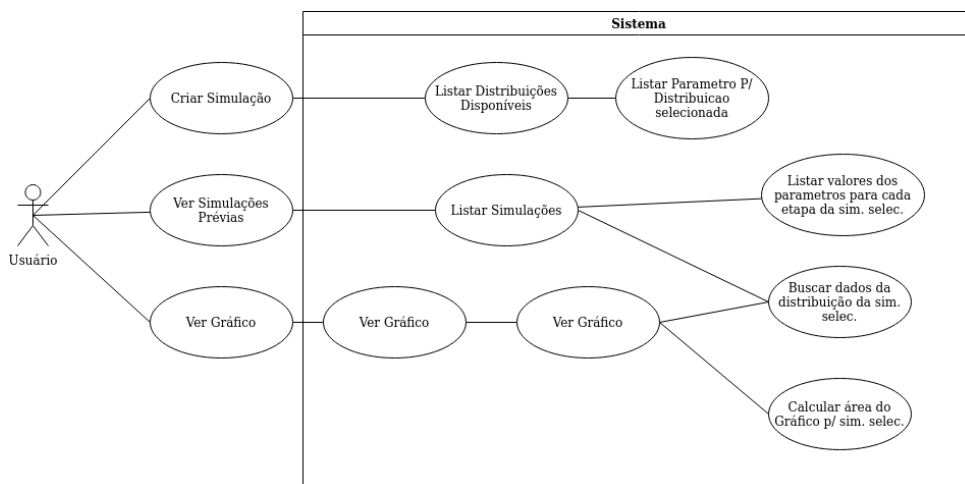 Sistema
Criar Simulação
Listar Distribuições
Disponíveis
Listar Parametro P/
Distribuicao
selecionada
Ver Simulações
Prévias
Listar Simulações
Listar valores dos
parametros para cada
etapa da sim. selec.
Usuário
Ver Gráfico
Ver Gráfico
Ver Gráfico
Buscar dados da
distribuição da sim.
selec.
Calcular área do
Gráfico p/ sim. selec.